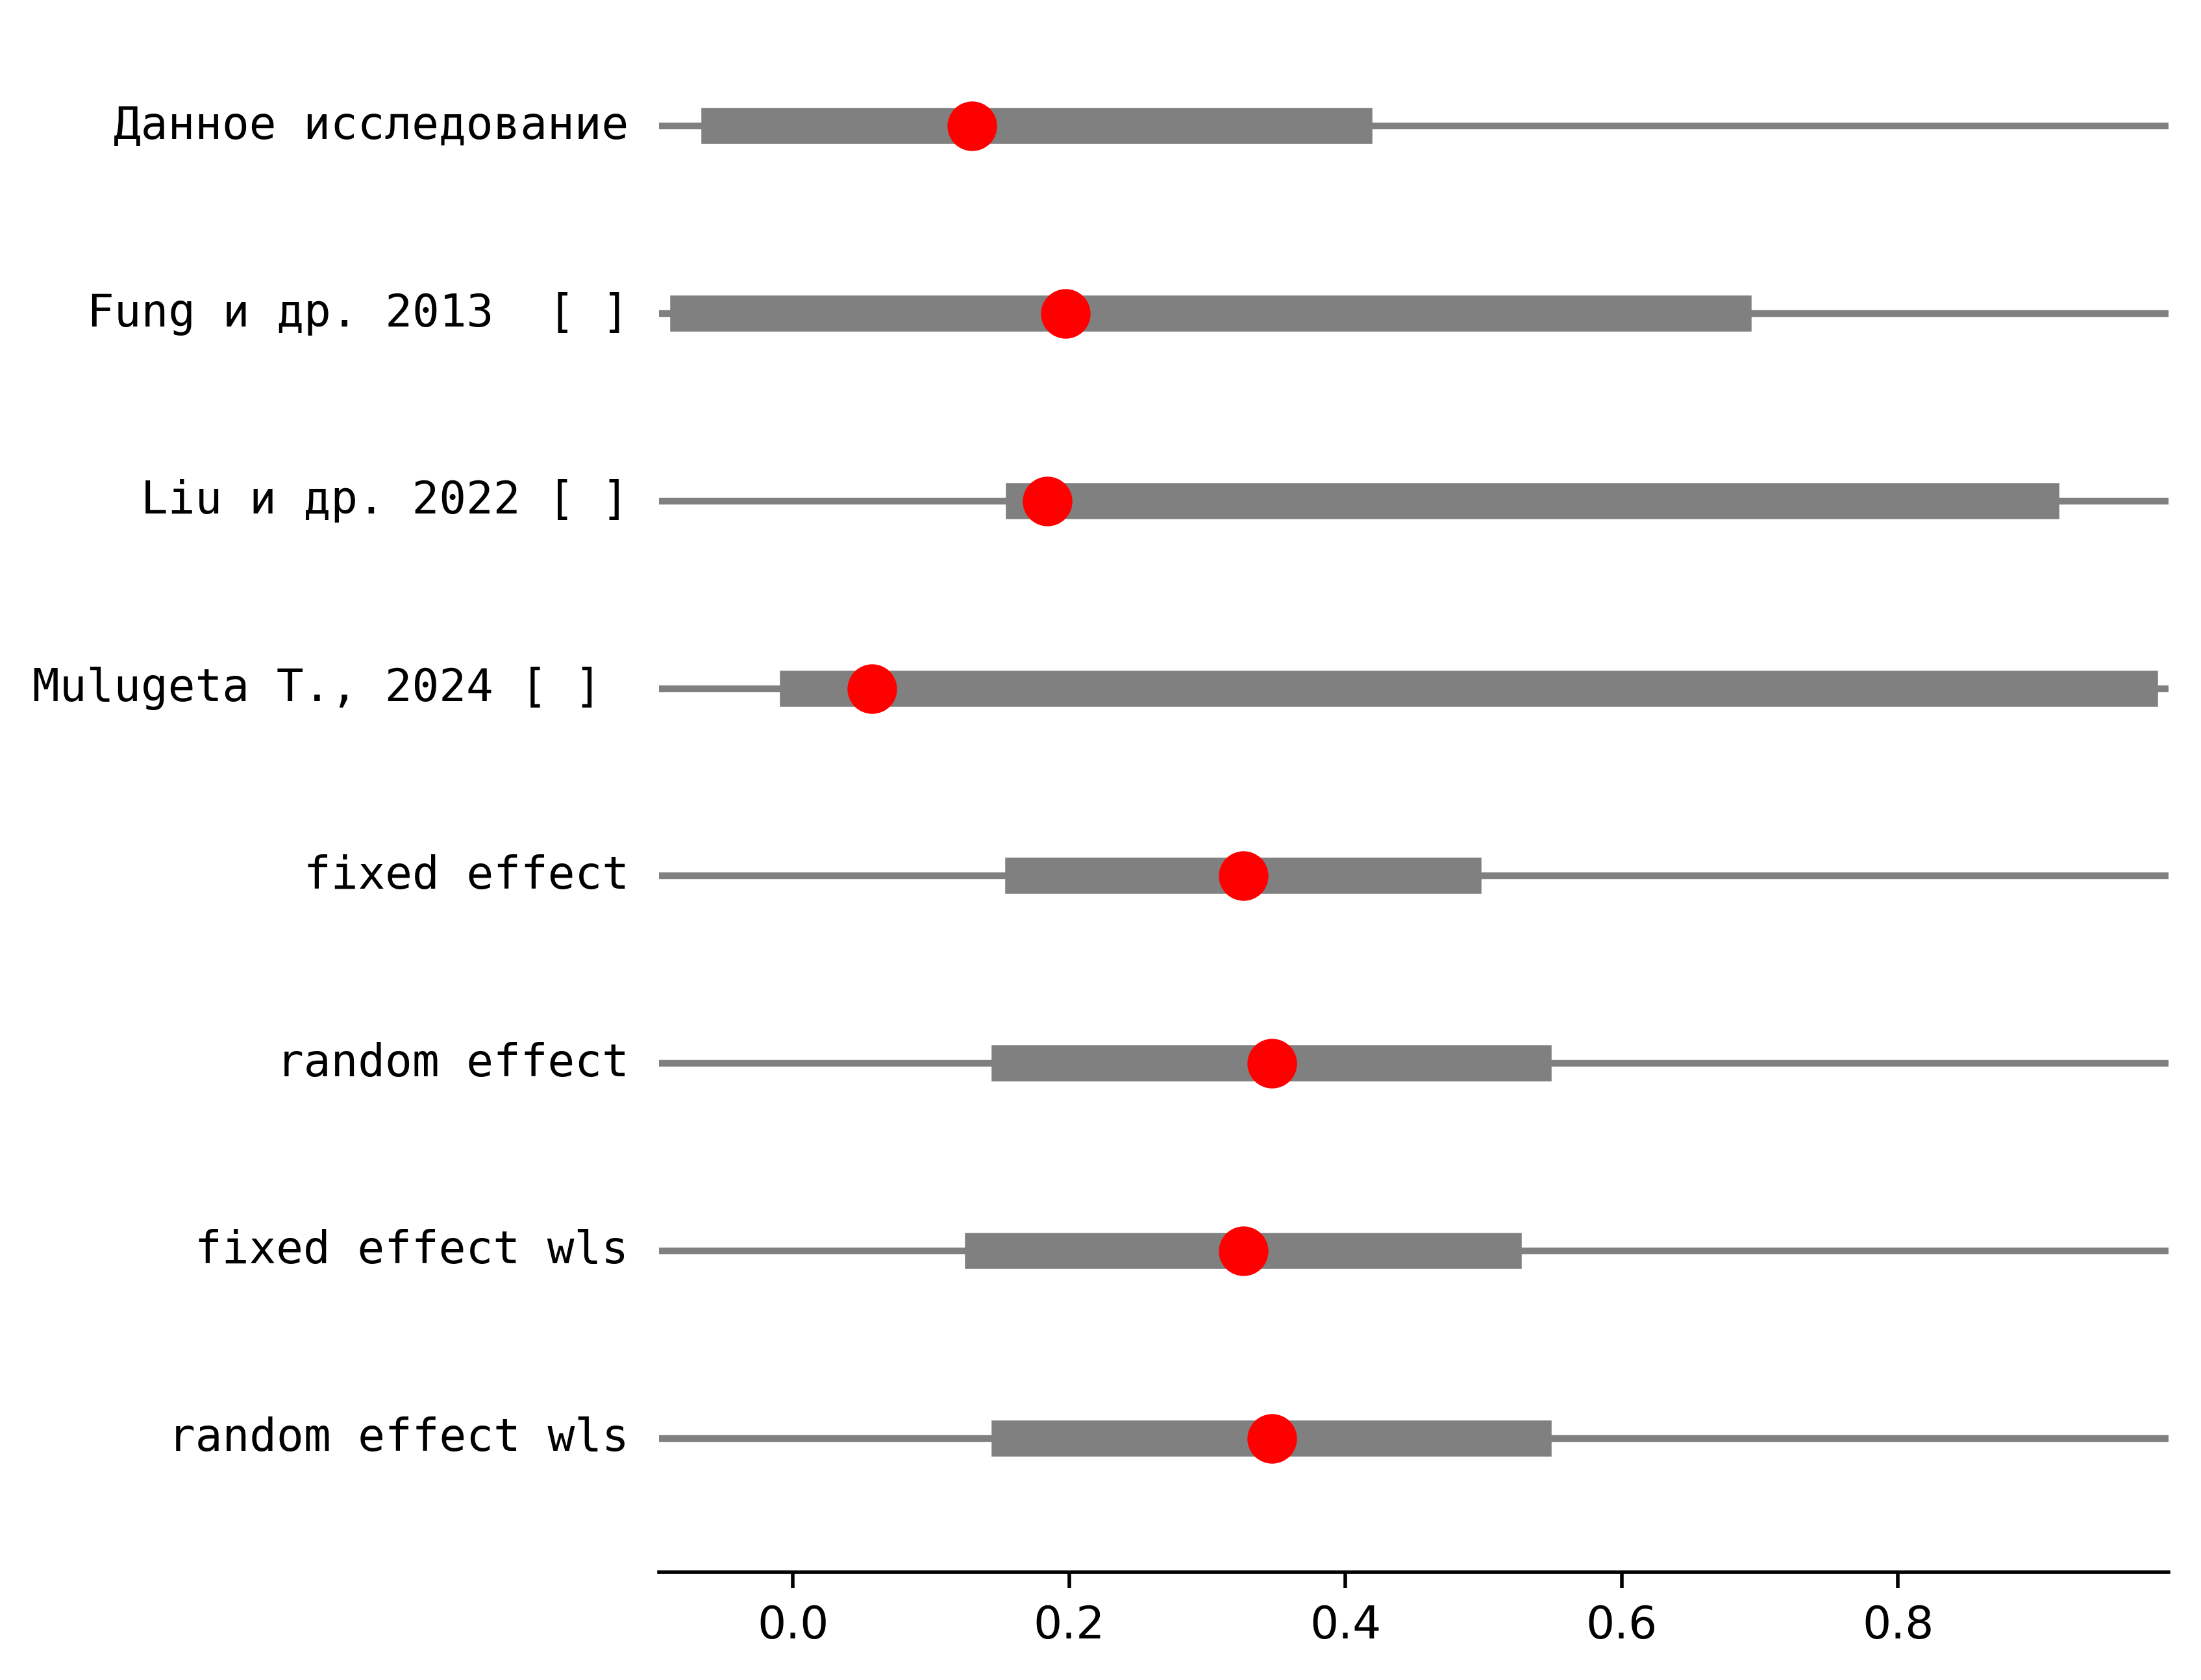 Данное исследование
Fung и др. 2013  [ ]
Liu и др. 2022 [ ]
Mulugeta T., 2024 [ ]
fixed effect
random effect
fixed effect wls
random effect wls
0.0 0.2 0.4 0.6 0.8